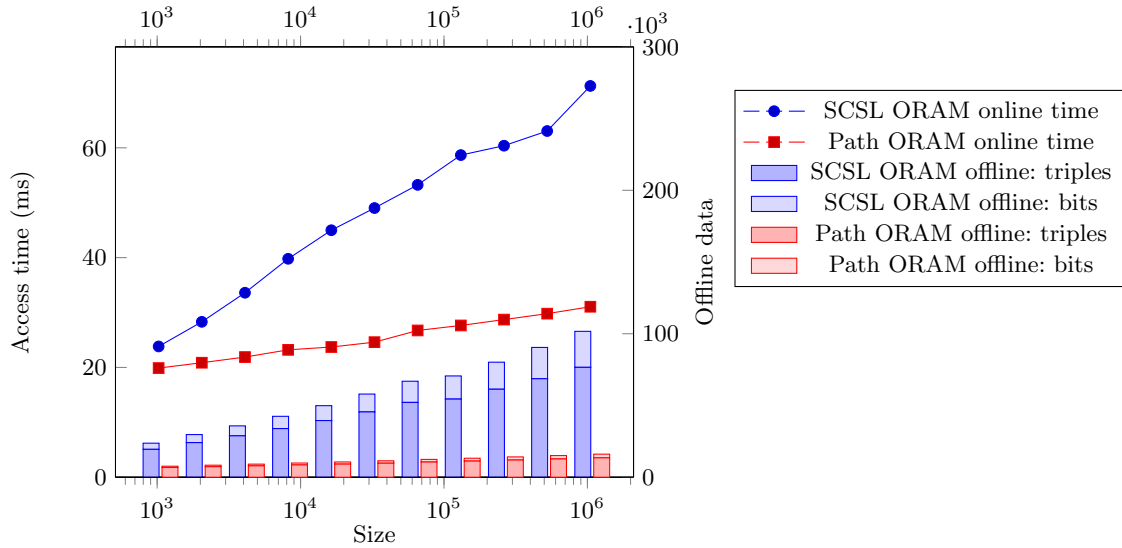 10^3 10^4 10^5 10^6
·10^3
300
200
100
0
Offline data
60
40
20
0
Access time (ms)
10^3 10^4 10^5 10^6
Size
SCSL ORAM online time
Path ORAM online time
SCSL ORAM offline: triples
SCSL ORAM offline: bits
Path ORAM offline: triples
Path ORAM offline: bits